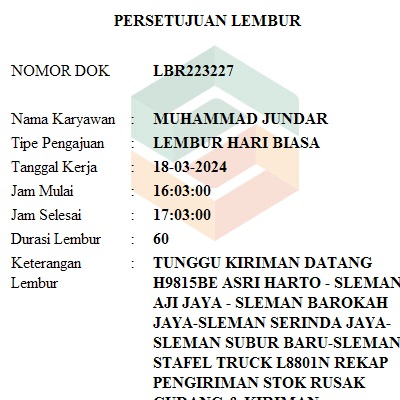 PERSETUJUAN LEMBUR
NOMOR DOK LBR223227
Nama Karyawan : MUHAMMAD JUNDAR
Tipe Pengajuan : LEMBUR HARI BIASA
Tanggal Kerja : 18-03-2024
Jam Mulai : 16:03:00
Jam Selesai : 17:03:00
Durasi Lembur : 60
Keterangan : TUNGGU KIRIMAN DATANG
Lembur H9815BE ASRI HARTO - SLEMAN
AJI JAYA - SLEMAN BAROKAH
JAYA-SLEMAN SERINDA JAYA-
SLEMAN SUBUR BARU-SLEMAN
STAFEL TRUCK L8801N REKAP
PENGIRIMAN STOK RUSAK
GUDANG & KIRIMAN